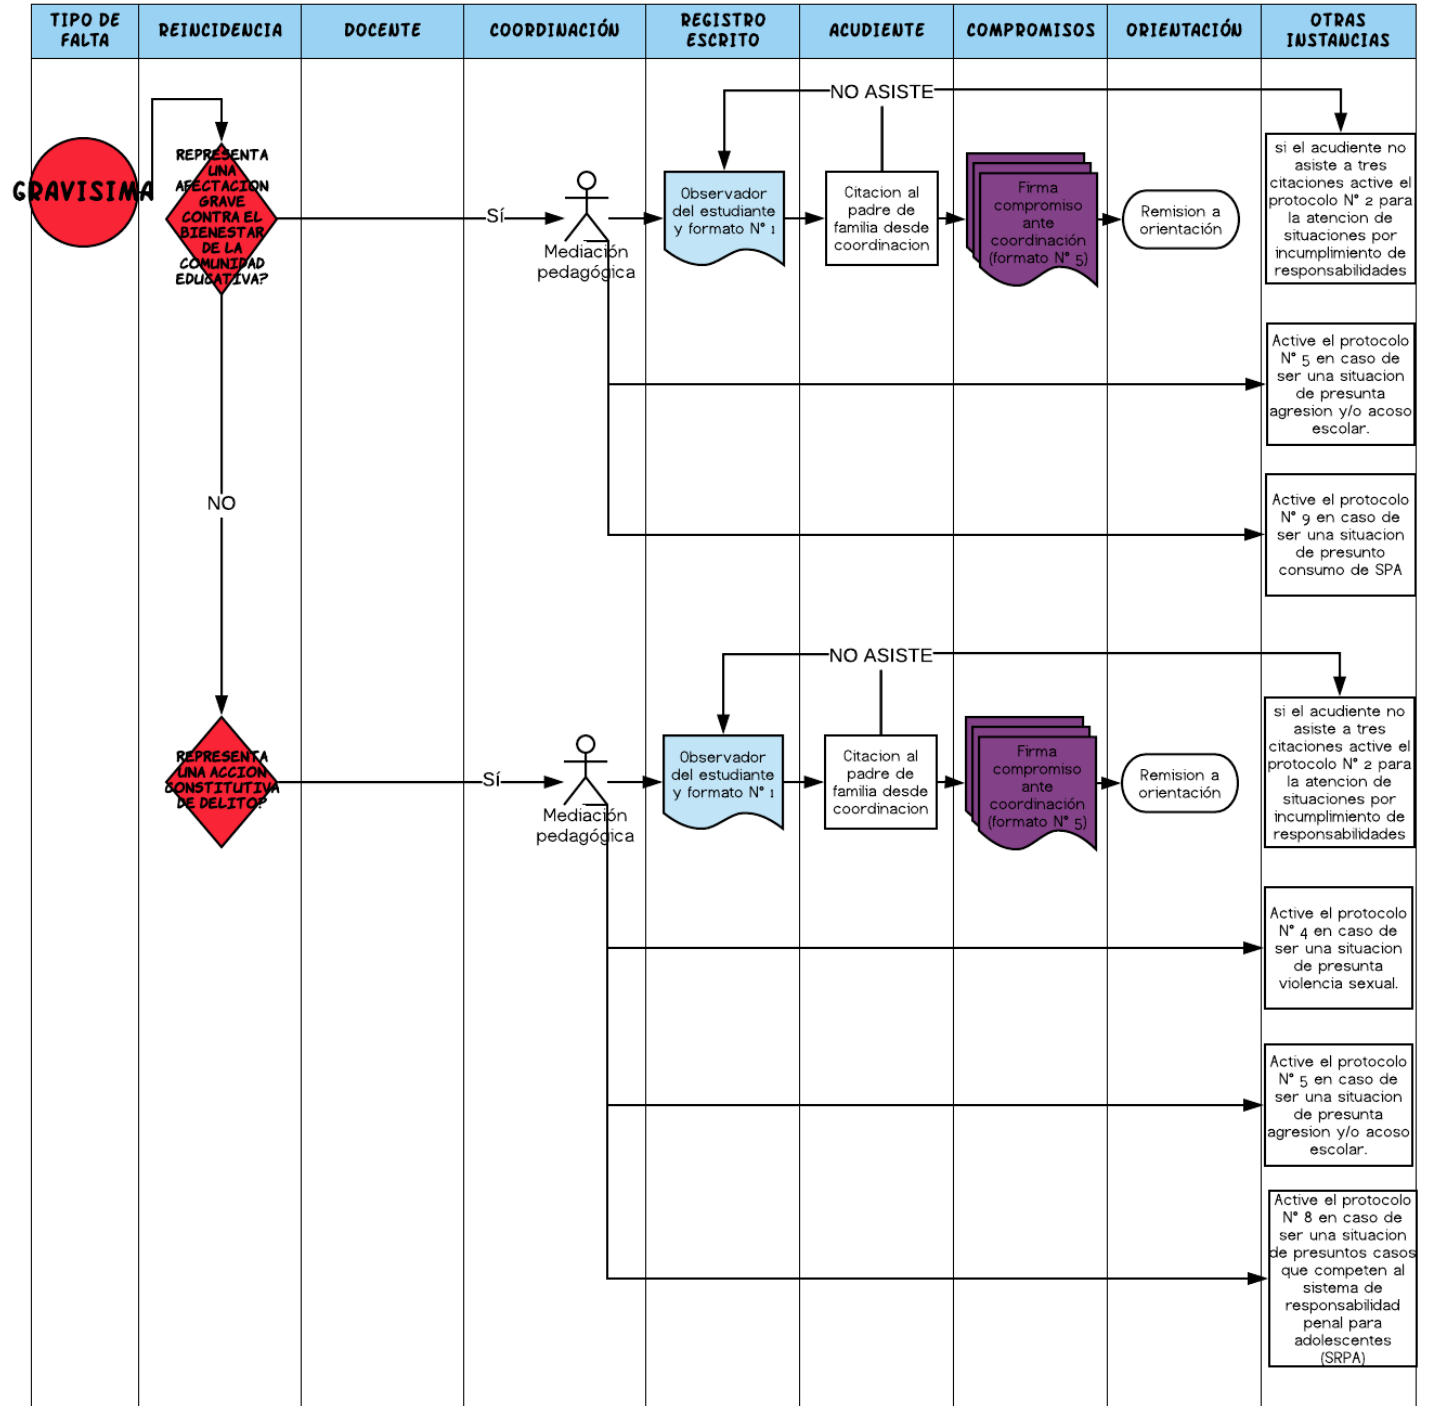 TIPO DE
FALTA
REINCIDENCIA
DOCENTE
COORDINACIÓN
REGISTRO
ESCRITO
ACUDIENTE
COMPROMISOS
ORIENTACIÓN
OTRAS
INSTANCIAS
GRAVISIMA
REPRESENTA
UNA
AFECTACION
GRAVE
CONTRA EL
BIENESTAR
DE LA
COMUNIDAD
EDUCATIVA?
Sí
Mediación
pedagógica
Observador
del estudiante
y formato N° 1
NO ASISTE
Citacion al
padre de
familia desde
coordinacion
Firma
compromiso
ante
coordinación
(formato N° 5)
Remision a
orientación
si el acudiente no
asiste a tres
citaciones active el
protocolo N° 2 para
la atencion de
situaciones por
incumplimiento de
responsabilidades
Active el protocolo
N° 5 en caso de
ser una situacion
de presunta
agresion y/o acoso
escolar.
Active el protocolo
N° 9 en caso de
ser una situacion
de presunto
consumo de SPA
NO
REPRESENTA
UNA ACCION
CONSTITUTIVA
DE DELITO?
Sí
Mediación
pedagógica
Observador
del estudiante
y formato N° 1
NO ASISTE
Citacion al
padre de
familia desde
coordinacion
Firma
compromiso
ante
coordinación
(formato N° 5)
Remision a
orientación
si el acudiente no
asiste a tres
citaciones active el
protocolo N° 2 para
la atencion de
situaciones por
incumplimiento de
responsabilidades
Active el protocolo
N° 4 en caso de
ser una situacion
de presunta
violencia sexual.
Active el protocolo
N° 5 en caso de
ser una situacion
de presunta
agresion y/o acoso
escolar.
Active el protocolo
N° 8 en caso de
ser una situacion
de presuntos casos
que competen al
sistema de
responsabilidad
penal para
adolescentes
(SRPA)